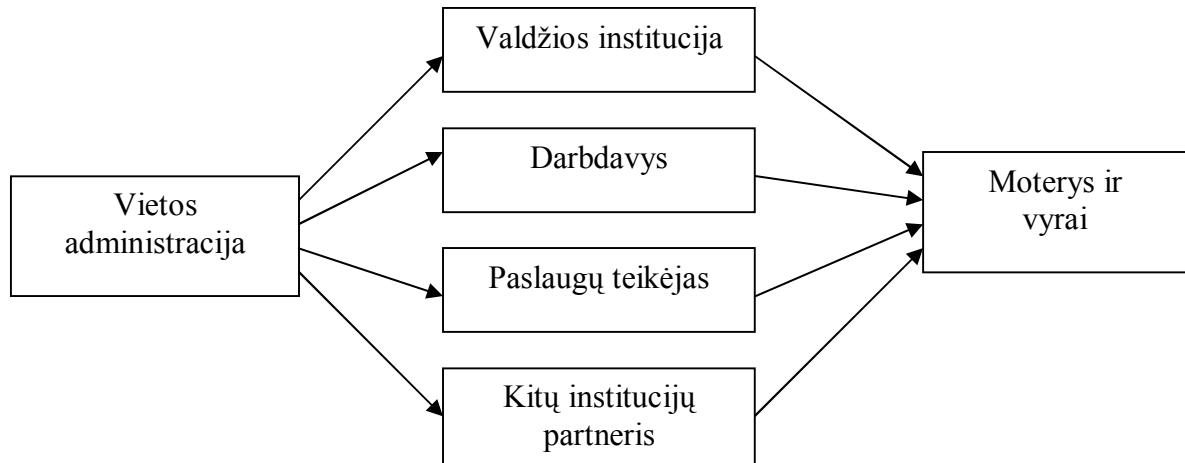 Valdžios institucija
Darbdavys
Vietos
administracija
Paslaugų teikėjas
Kitų institucijų
partneris
Moterys ir
vyrai